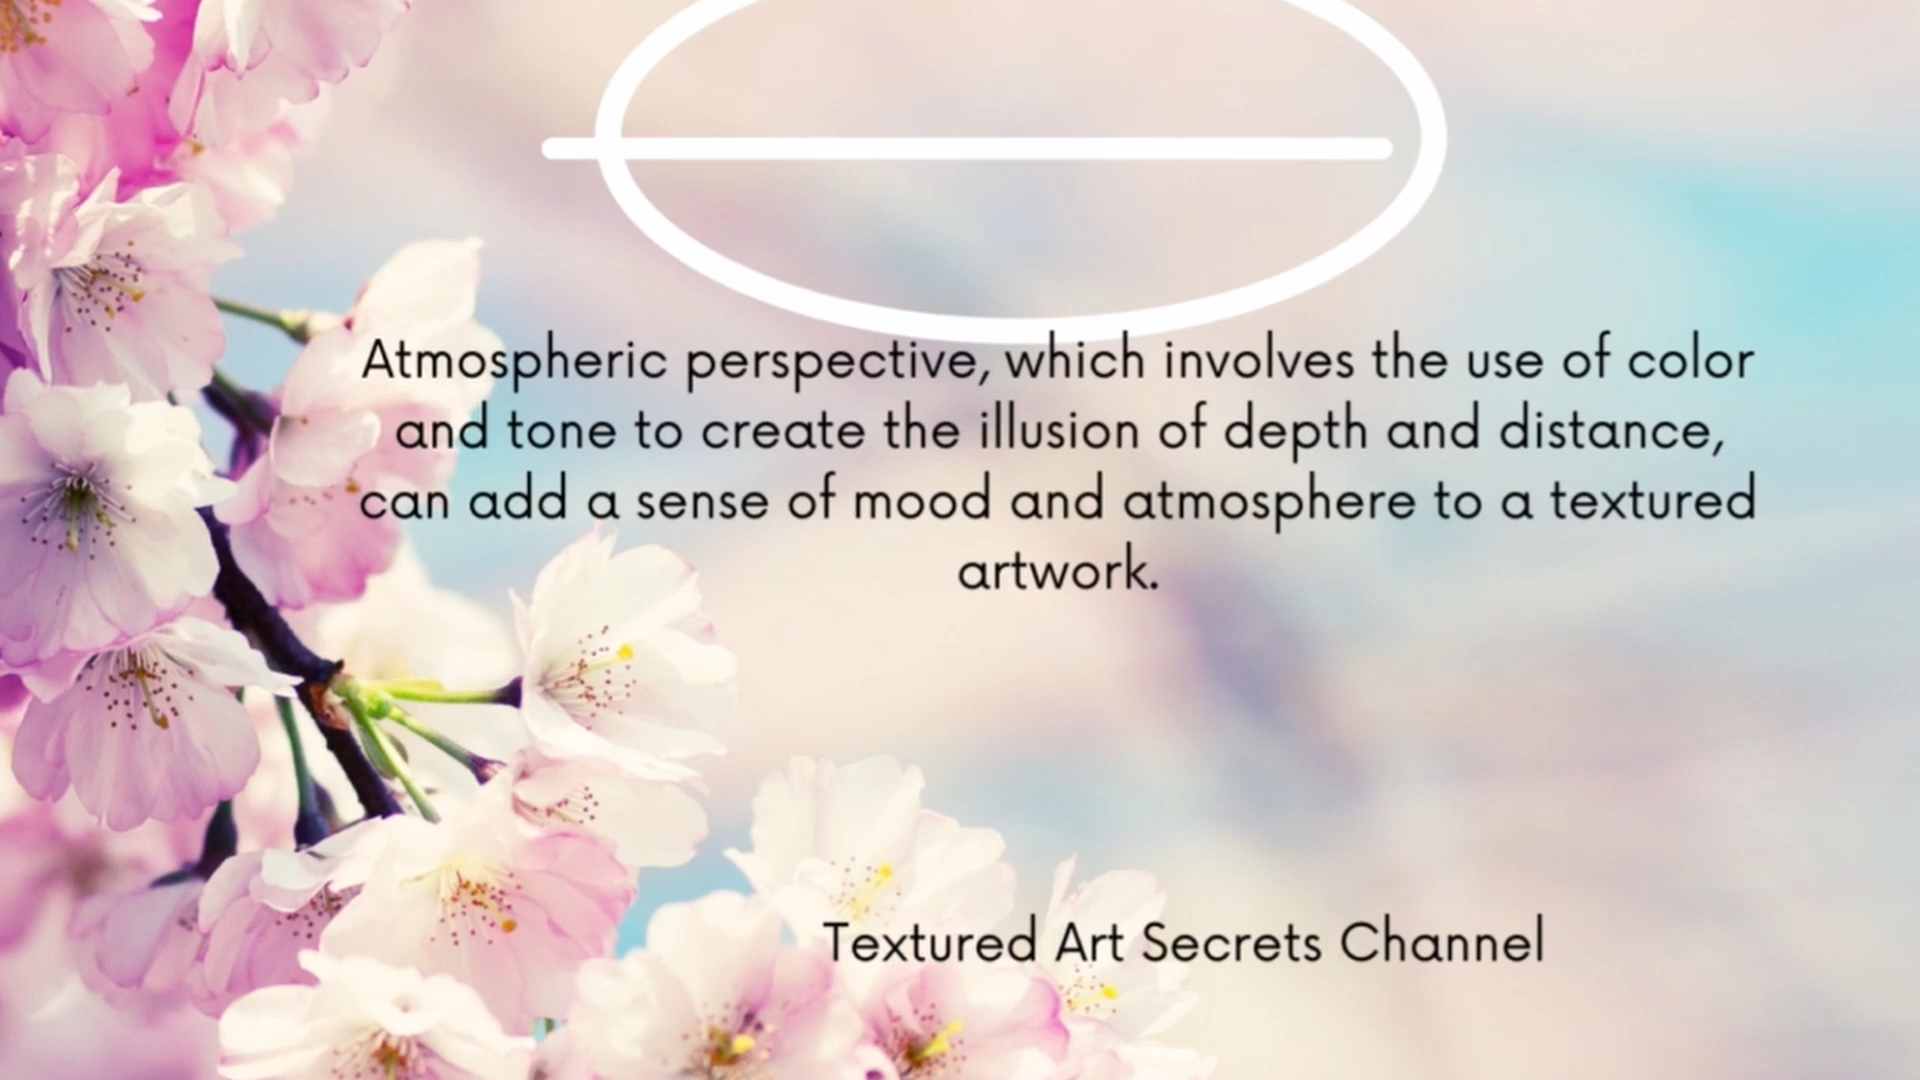 Atmospheric perspective, which involves the use of color
and tone to create the illusion of depth and distance,
can add a sense of mood and atmosphere to a textured
artwork.
Textured Art Secrets Channel